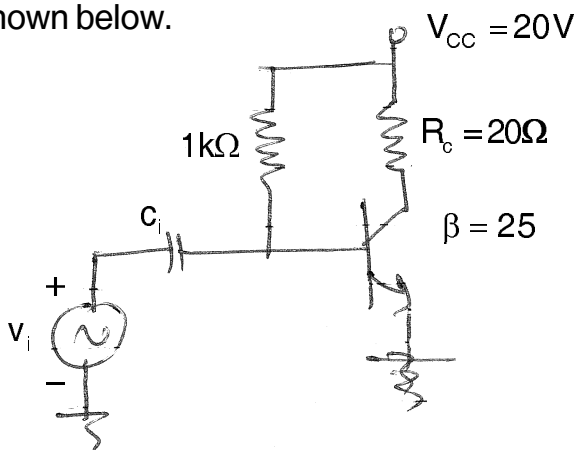 hown below.
V_CC = 20V
1kΩ
R_c = 20Ω
C_i
β = 25
+
v_i
−